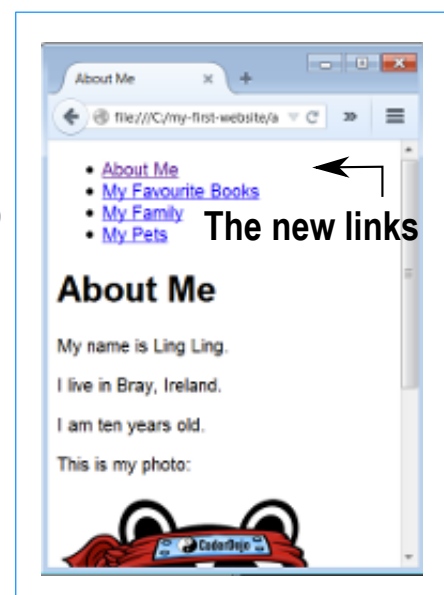 About Me
file:///C:/my-first-website/a
About Me
My Favourite Books
My Family
My Pets
The new links
About Me
My name is Ling Ling.
I live in Bray, Ireland.
I am ten years old.
This is my photo:
CoderDojo